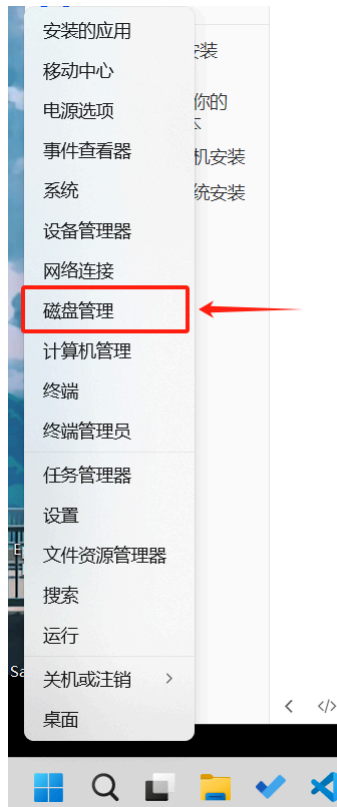 安装的应用
移动中心
电源选项
事件查看器
系统
设备管理器
网络连接
磁盘管理
计算机管理
终端
终端管理员
任务管理器
设置
文件资源管理器
搜索
运行
关机或注销
桌面
安装
你的
本
机安装
统安装
Sa
</>